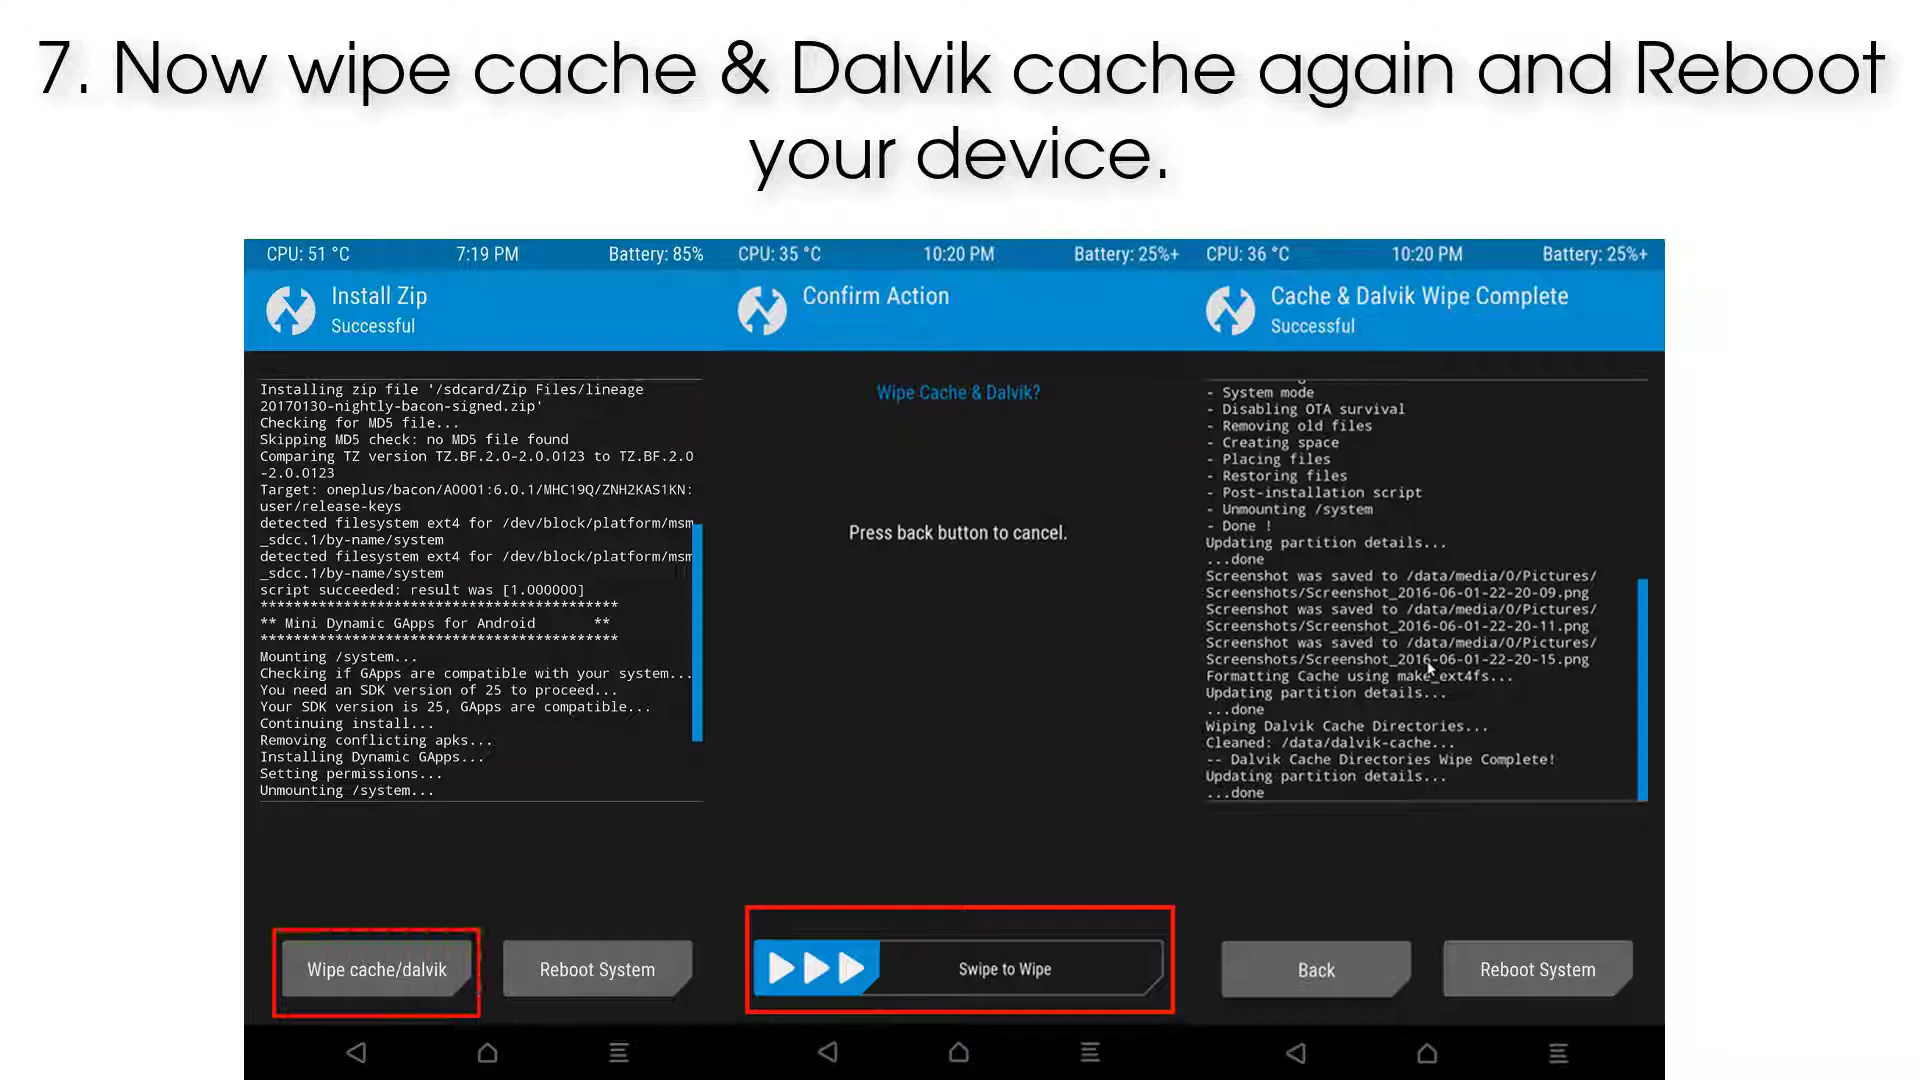 7. Now wipe cache & Dalvik cache again and Reboot
your device.
CPU: 51 °C 7:19 PM Battery: 85%
Install Zip
Successful
Installing zip file '/sdcard/Zip Files/lineage
20170130-nightly-bacon-signed.zip'
Checking for MD5 file...
Skipping MD5 check: no MD5 file found
Comparing TZ version TZ.BF.2.0-2.0.0123 to TZ.BF.2.0
-2.0.0123
Target: oneplus/bacon/A0001:6.0.1/MHC19Q/ZNH2KAS1KN:
user/release-keys
detected filesystem ext4 for /dev/block/platform/msm
_sdcc.1/by-name/system
detected filesystem ext4 for /dev/block/platform/msm
_sdcc.1/by-name/system
script succeeded: result was [1.000000]
*******************************************
** Mini Dynamic GApps for Android       **
*******************************************
Mounting /system...
Checking if GApps are compatible with your system...
You need an SDK version of 25 to proceed...
Your SDK version is 25, GApps are compatible...
Continuing install...
Removing conflicting apks...
Installing Dynamic GApps...
Setting permissions...
Unmounting /system...
Wipe cache/dalvik
Reboot System
CPU: 35 °C 10:20 PM Battery: 25%+
Confirm Action
Wipe Cache & Dalvik?
Press back button to cancel.
Swipe to Wipe
CPU: 36 °C 10:20 PM Battery: 25%+
Cache & Dalvik Wipe Complete
Successful
- System mode
- Disabling OTA survival
- Removing old files
- Creating space
- Placing files
- Restoring files
- Post-installation script
- Unmounting /system
- Done !
Updating partition details...
...done
Screenshot was saved to /data/media/0/Pictures/
Screenshots/Screenshot_2016-06-01-22-20-09.png
Screenshot was saved to /data/media/0/Pictures/
Screenshots/Screenshot_2016-06-01-22-20-11.png
Screenshot was saved to /data/media/0/Pictures/
Screenshots/Screenshot_2016-06-01-22-20-15.png
Formatting Cache using make_ext4fs...
Updating partition details...
...done
Wiping Dalvik Cache Directories...
Cleaned: /data/dalvik-cache...
-- Dalvik Cache Directories Wipe Complete!
Updating partition details...
...done
Back
Reboot System